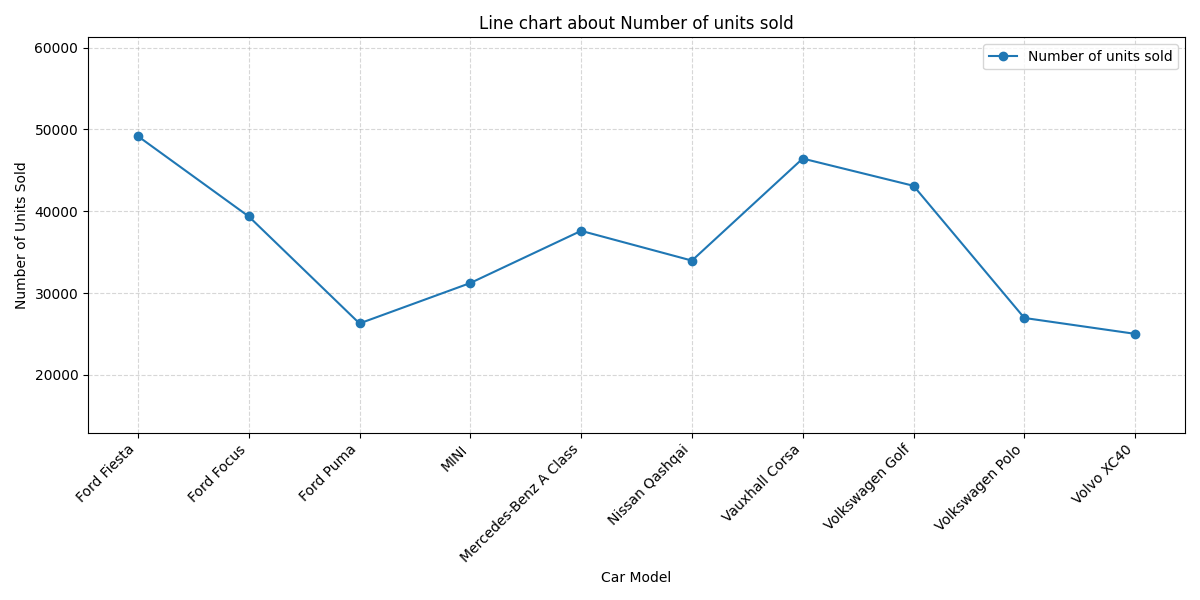 Line chart about Number of units sold
Number of units sold
60000
50000
40000
30000
20000
Number of Units Sold
Ford Fiesta
Ford Focus
Ford Puma
MINI
Mercedes-Benz A Class
Nissan Qashqai
Vauxhall Corsa
Volkswagen Golf
Volkswagen Polo
Volvo XC40
Car Model